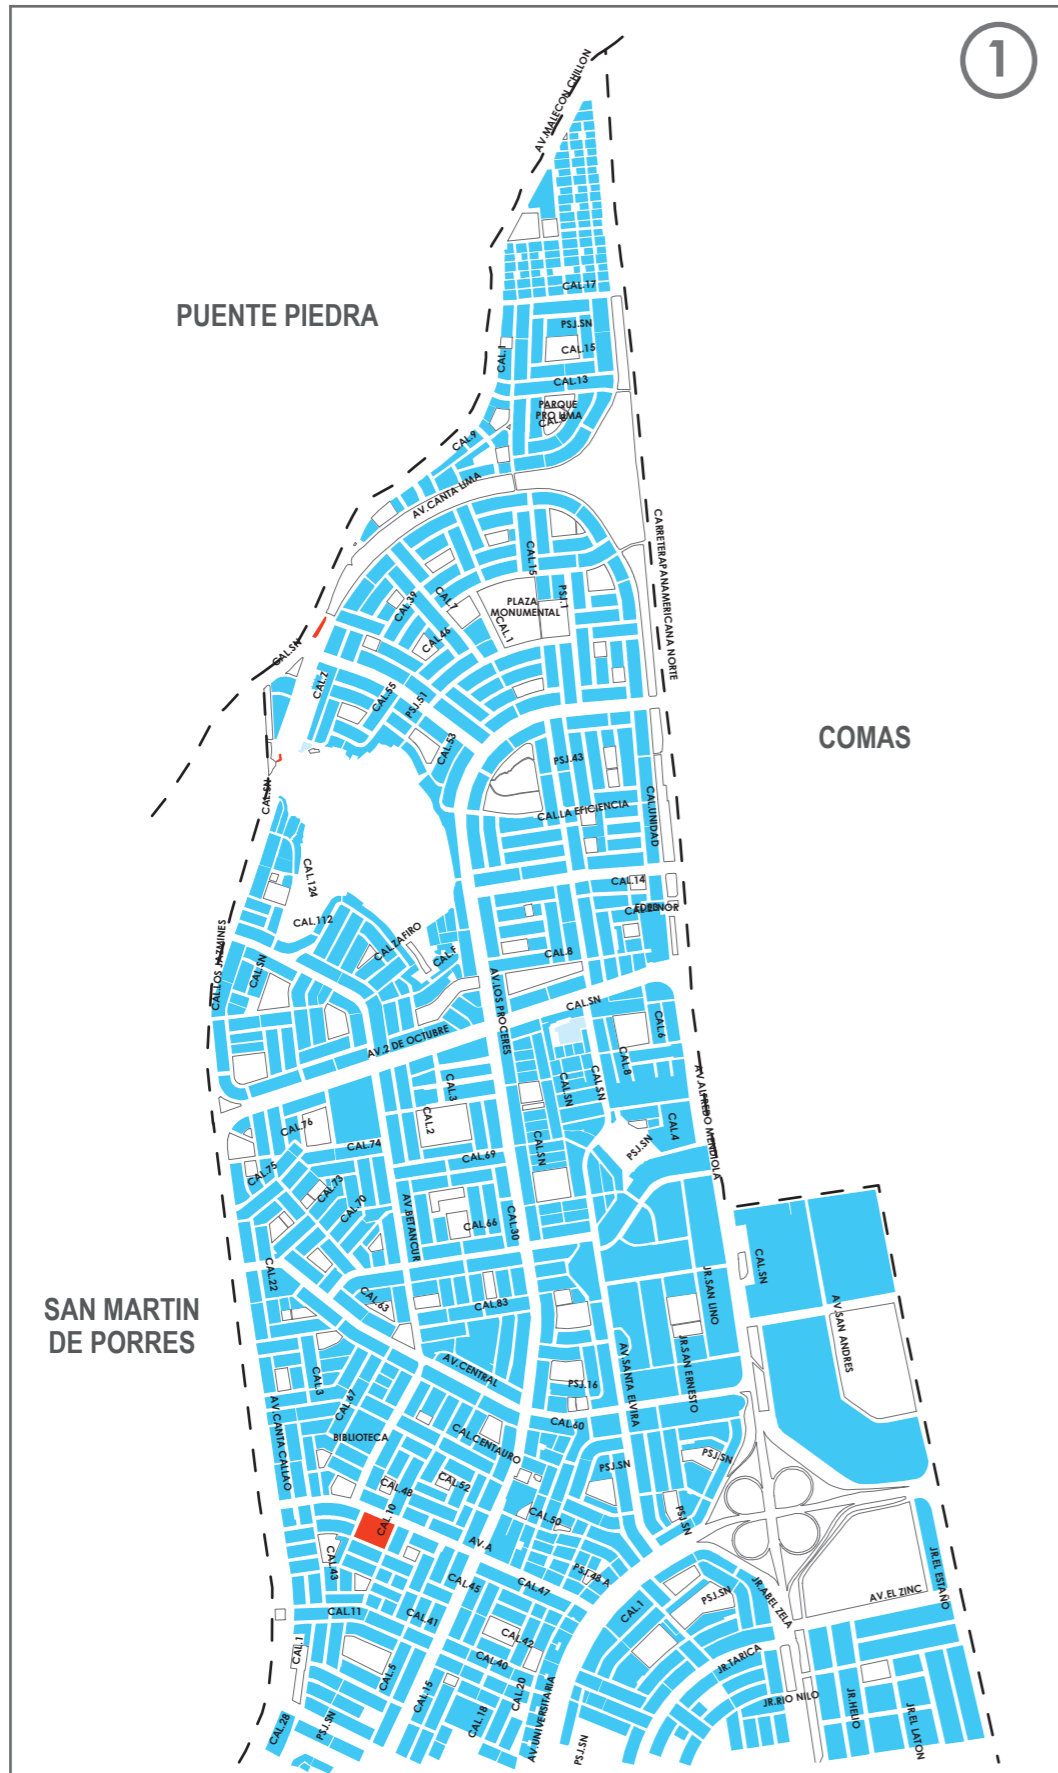 1
AV.MALECON CHILLON
PUENTE PIEDRA
CAL.17
PSJ.SN
CAL.15
CAL.1
CAL.13
PARQUE
PRO LIMA
CAL.9
AV.CANTA LIMA
CARRETERAPANAMERICANA NORTE
CAL.15
CAL.39
CAL.7
PSJ.1
PLAZA
MONUMENTAL
CAL.1
CAL.46
CAL.SN
CAL.Z
CAL.55
PSJ.51
CAL.53
COMAS
PSJ.43
CAL.SN
CAL.UNIDAD
CAL.LA EFICIENCIA
CAL.124
CAL.14
CAL.112
CAL.ZAFIRO
CAL.F
CAL.8
CAL.LOS JAZMINES
CAL.SN
AV.LOS PROCERES
CAL.SN
AV.2 DE OCTUBRE
CAL.6
CAL.8
CAL.3
CAL.SN
CAL.SN
AV.ALFREDO MENDIOLA
CAL.76
CAL.2
CAL.4
CAL.74
CAL.69
CAL.SN
PSJ.SN
CAL.75
CAL.73
CAL.70
AV.BETANCUR
CAL.66
CAL.30
CAL.22
CAL.SN
JR.SAN LINO
CAL.63
CAL.83
SAN MARTIN
DE PORRES
AV.SAN ANDRES
AV.SANTA ELVIRA
JR.SAN ERNESTO
AV.CENTRAL
CAL.3
CAL.67
PSJ.16
AV.CANTA CALLAO
CAL.60
BIBLIOTECA
CAL.CENTAURO
PSJ.SN
PSJ.SN
CAL.48
CAL.52
CAL.10
CAL.50
PSJ.SN
AV.A
CAL.43
CAL.45
PSJ.48 A
CAL.47
JR.EL ESTAÑO
JR.ABEL ZELA
AV.EL ZINC
PSJ.SN
CAL.11
CAL.41
CAL.1
CAL.42
CAL.1
CAL.5
CAL.40
JR.TARICA
CAL.15
CAL.20
AV.UNIVERSITARIA
JR.RIO NILO
CAL.28
PSJ.SN
CAL.18
PSJ.SN
JR.EL LATON